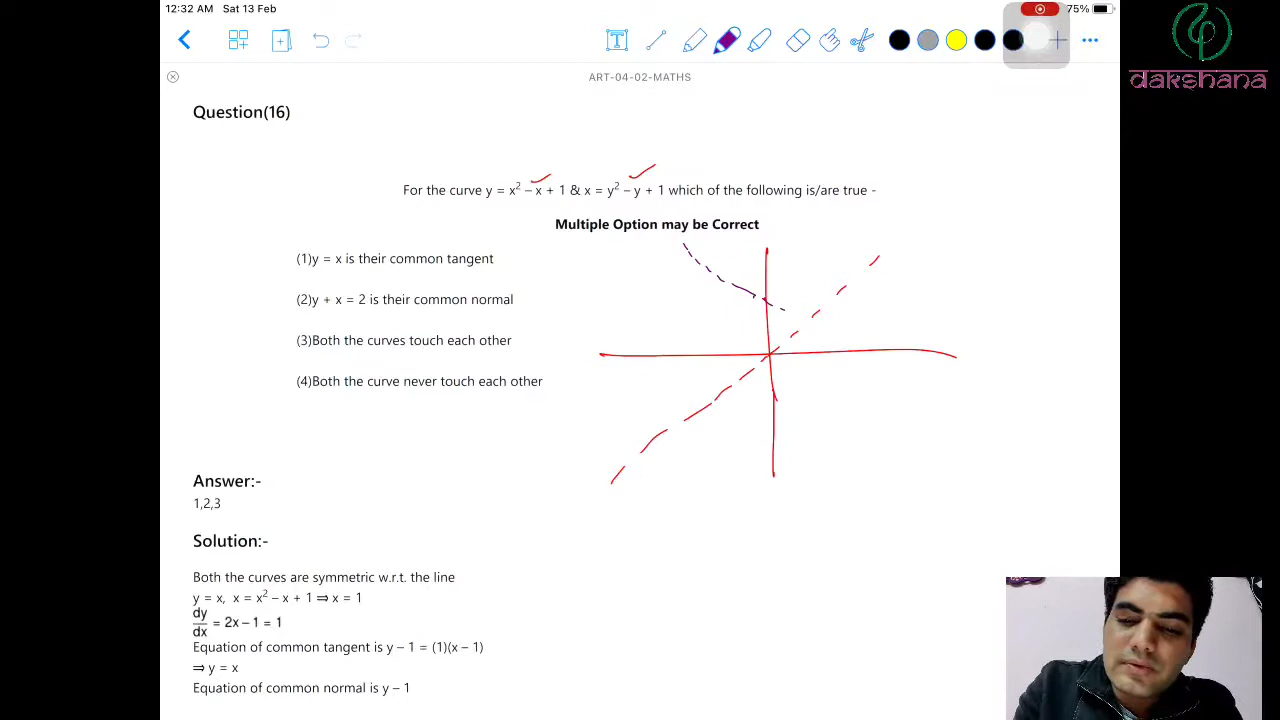 12:32 AM Sat 13 Feb
75%
dakshana
ART-04-02-MATHS
Question(16)
For the curve y = x² – x + 1 & x = y² – y + 1 which of the following is/are true -
Multiple Option may be Correct
(1)y = x is their common tangent
(2)y + x = 2 is their common normal
(3)Both the curves touch each other
(4)Both the curve never touch each other
Answer:-
1,2,3
Solution:-
Both the curves are symmetric w.r.t. the line
y = x, x = x² – x + 1 ⇒ x = 1
dy/dx = 2x – 1 = 1
Equation of common tangent is y – 1 = (1)(x – 1)
⇒ y = x
Equation of common normal is y – 1